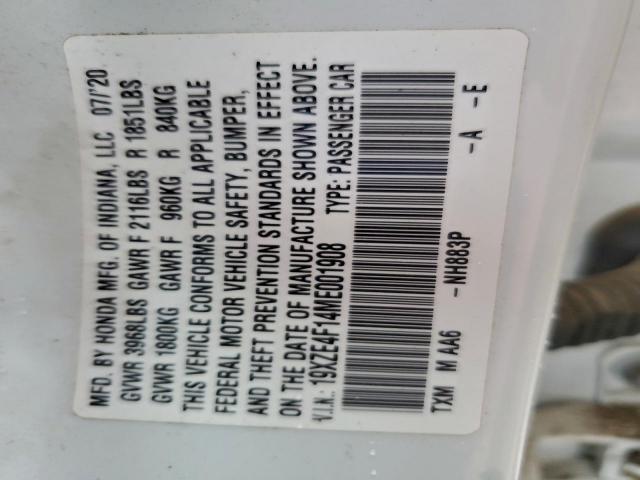 MFD. BY HONDA MFG. OF INDIANA, LLC 07/'20
GVWR 3968LBS GAWR F 2116LBS R 1851LBS
GVWR 1800KG GAWR F 960KG R 840KG
THIS VEHICLE CONFORMS TO ALL APPLICABLE
FEDERAL MOTOR VEHICLE SAFETY, BUMPER,
AND THEFT PREVENTION STANDARDS IN EFFECT
ON THE DATE OF MANUFACTURE SHOWN ABOVE.
V.I.N.: 19XZE4F14ME001908 TYPE: PASSENGER CAR
TXM M AA6 -NH883P -A -E